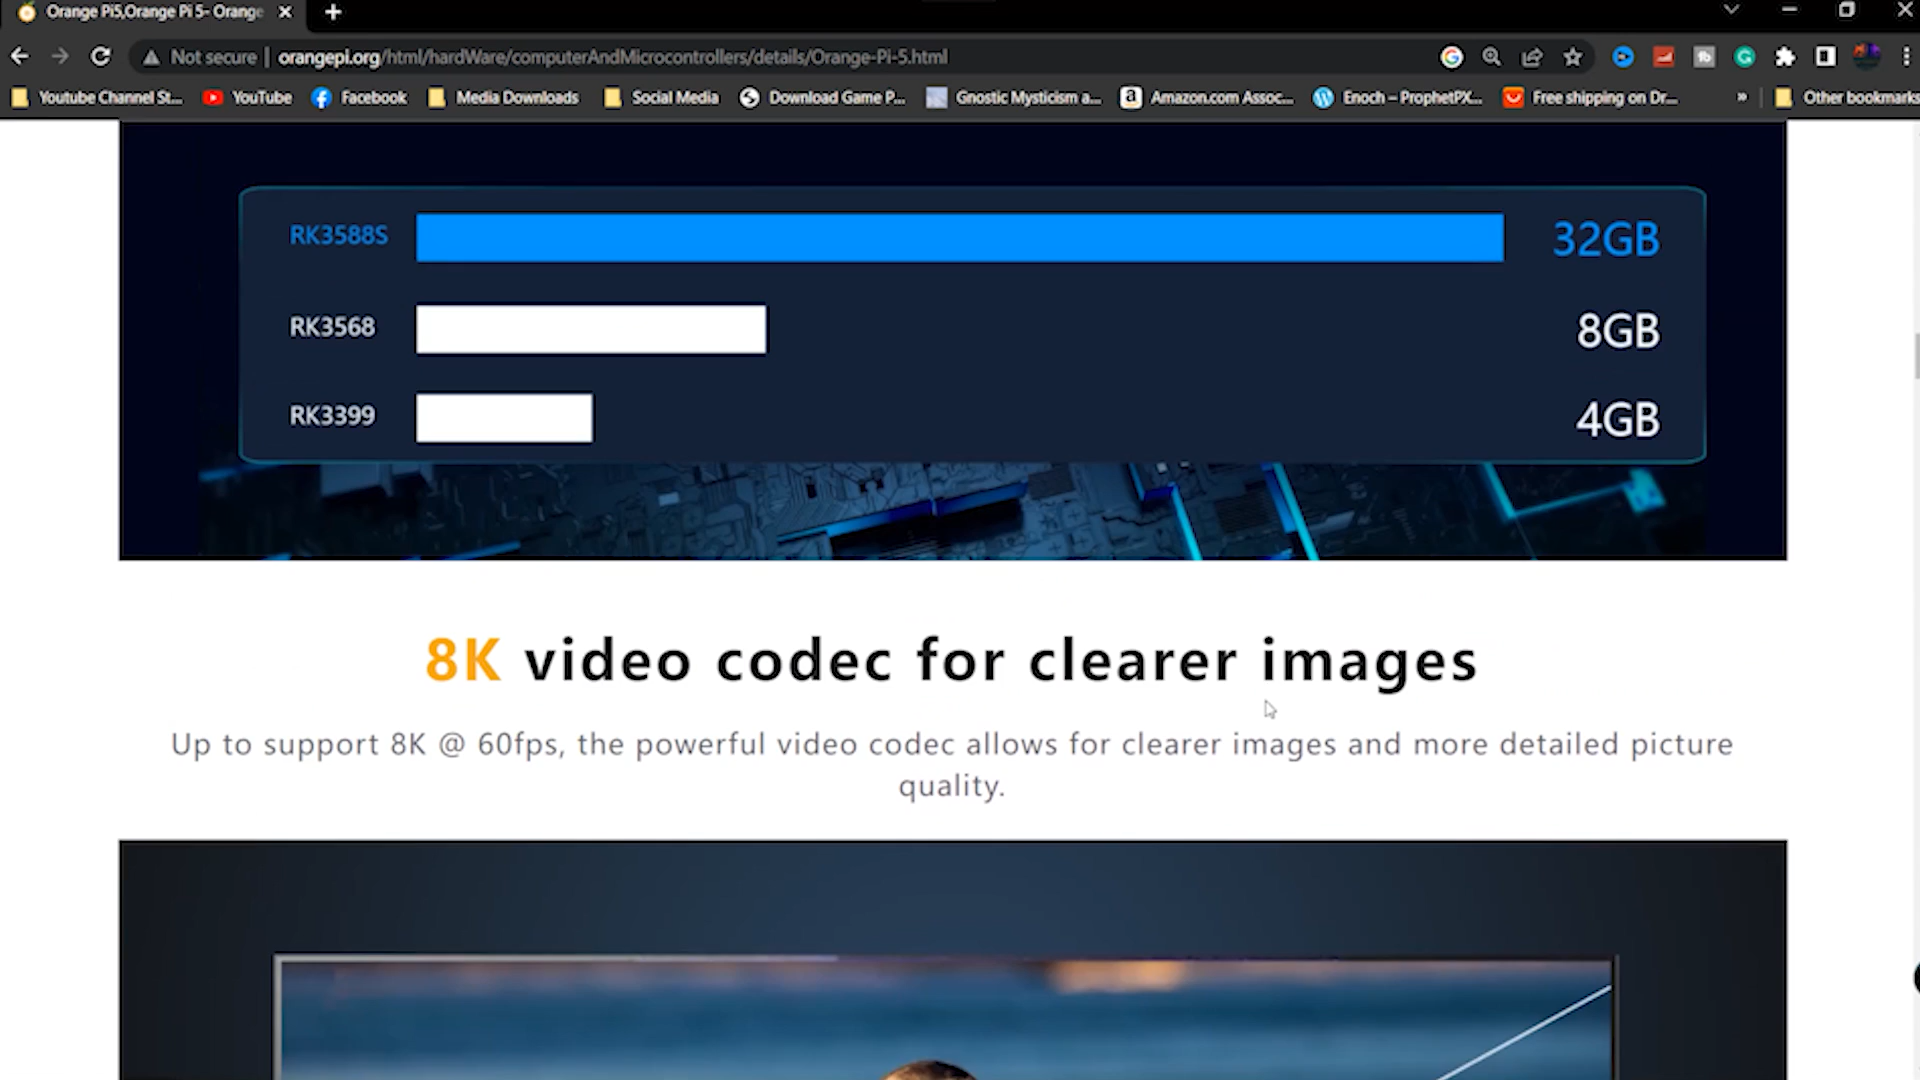 Orange Pi5,Orange Pi 5- Orange
Not secure | orangepi.org/html/hardWare/computerAndMicrocontrollers/details/Orange-Pi-5.html
Youtube Channel St... YouTube Facebook Media Downloads Social Media Download Game P... Gnostic Mysticism a... Amazon.com Assoc... Enoch – ProphetPX... Free shipping on Dr... » Other bookmarks
RK3588S 32GB
RK3568 8GB
RK3399 4GB
8K video codec for clearer images
Up to support 8K @ 60fps, the powerful video codec allows for clearer images and more detailed picture
quality.